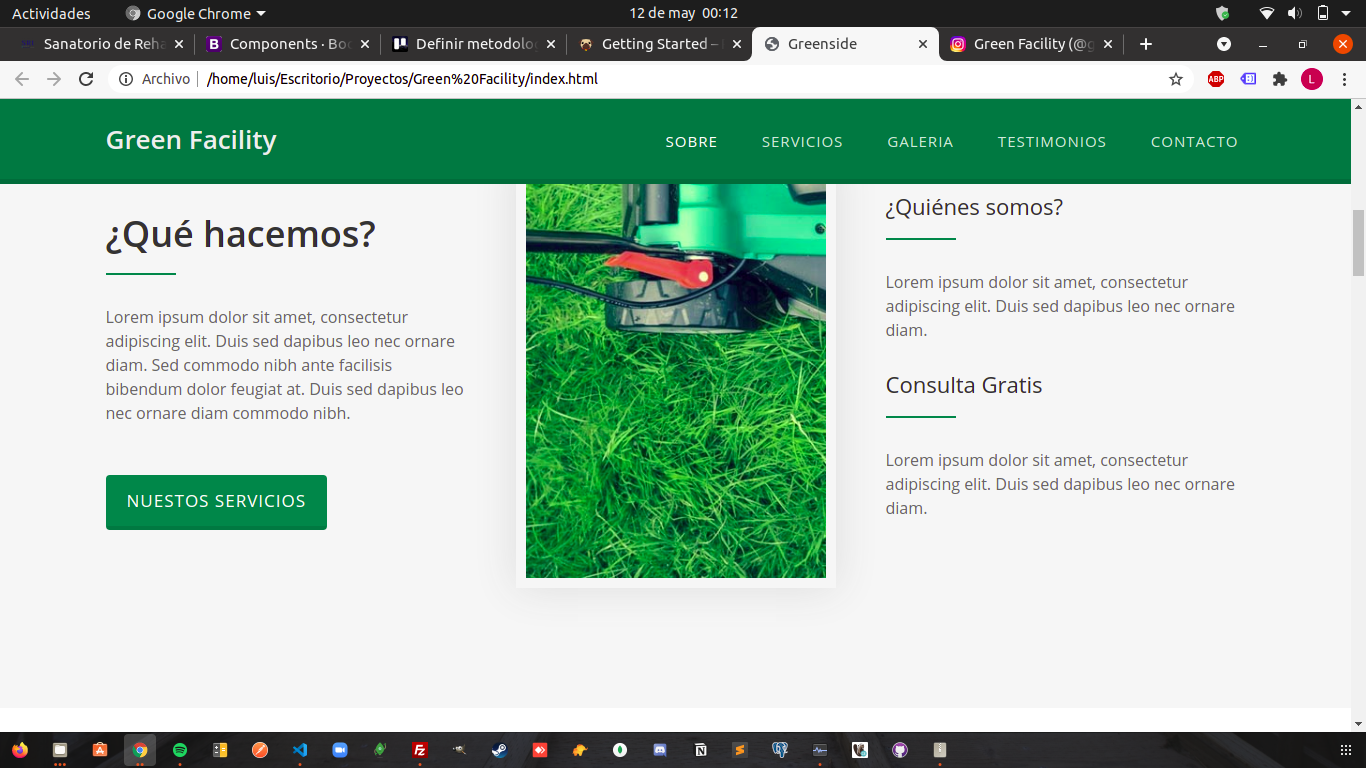 Actividades
Google Chrome
12 de may 00:12
Sanatorio de Reha
Components · Boo
Definir metodolog
Getting Started –
Greenside
Green Facility (@g
Archivo
/home/luis/Escritorio/Proyectos/Green%20Facility/index.html
ABP
L
Green Facility
SOBRE
SERVICIOS
GALERIA
TESTIMONIOS
CONTACTO
¿Qué hacemos?
Lorem ipsum dolor sit amet, consectetur
adipiscing elit. Duis sed dapibus leo nec ornare
diam. Sed commodo nibh ante facilisis
bibendum dolor feugiat at. Duis sed dapibus leo
nec ornare diam commodo nibh.
NUESTOS SERVICIOS
¿Quiénes somos?
Lorem ipsum dolor sit amet, consectetur
adipiscing elit. Duis sed dapibus leo nec ornare
diam.
Consulta Gratis
Lorem ipsum dolor sit amet, consectetur
adipiscing elit. Duis sed dapibus leo nec ornare
diam.